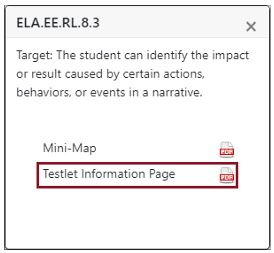 ELA.EE.RL.8.3
×
Target: The student can identify the impact
or result caused by certain actions,
behaviors, or events in a narrative.
Mini-Map
PDF
Testlet Information Page
PDF